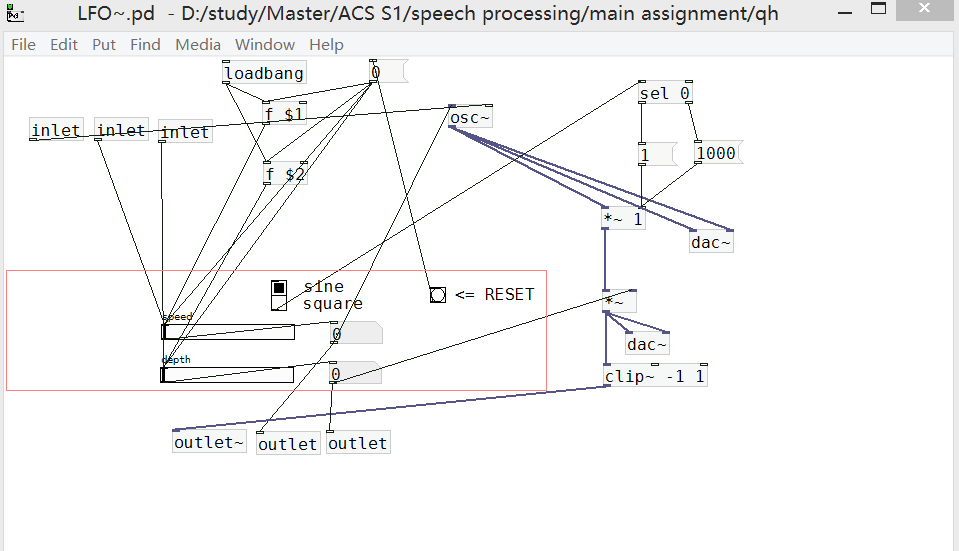 LFO~.pd - D:/study/Master/ACS S1/speech processing/main assignment/qh
File Edit Put Find Media Window Help
loadbang
0
f $1
sel 0
osc~
inlet
inlet
inlet
1
1000
f $2
*~ 1
dac~
sine
square
<= RESET
*~
speed
0
dac~
depth
0
clip~ -1 1
outlet~
outlet
outlet